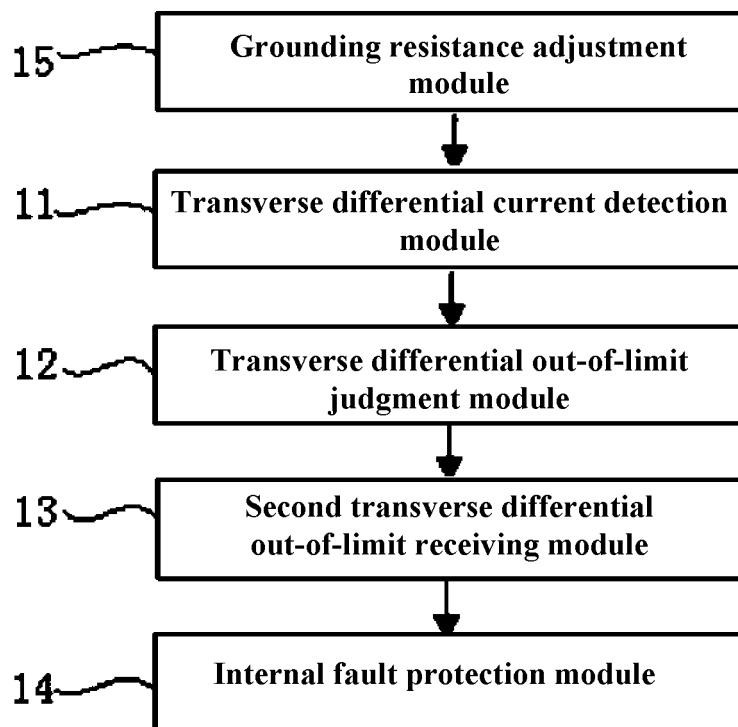 15
Grounding resistance adjustment
module
11
Transverse differential current detection
module
12
Transverse differential out-of-limit
judgment module
13
Second transverse differential
out-of-limit receiving module
14
Internal fault protection module